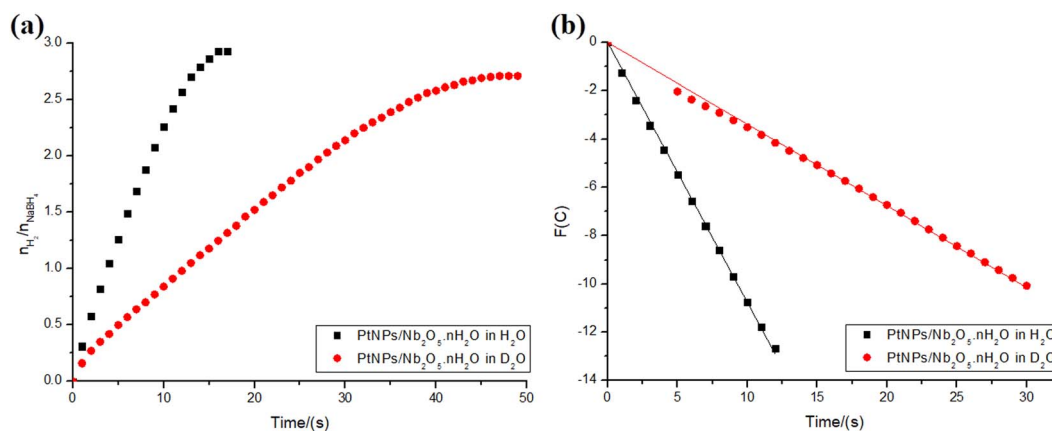 (a)
3.0
2.5
2.0
1.5
1.0
0.5
0.0
n_H₂/n_NaBH₄
0 10 20 30 40 50
Time/(s)
PtNPs/Nb₂O₅.nH₂O in H₂O
PtNPs/Nb₂O₅.nH₂O in D₂O
(b)
0
-2
-4
-6
-8
-10
-12
-14
F(C)
0 5 10 15 20 25 30
Time/(s)
PtNPs/Nb₂O₅.nH₂O in H₂O
PtNPs/Nb₂O₅.nH₂O in D₂O